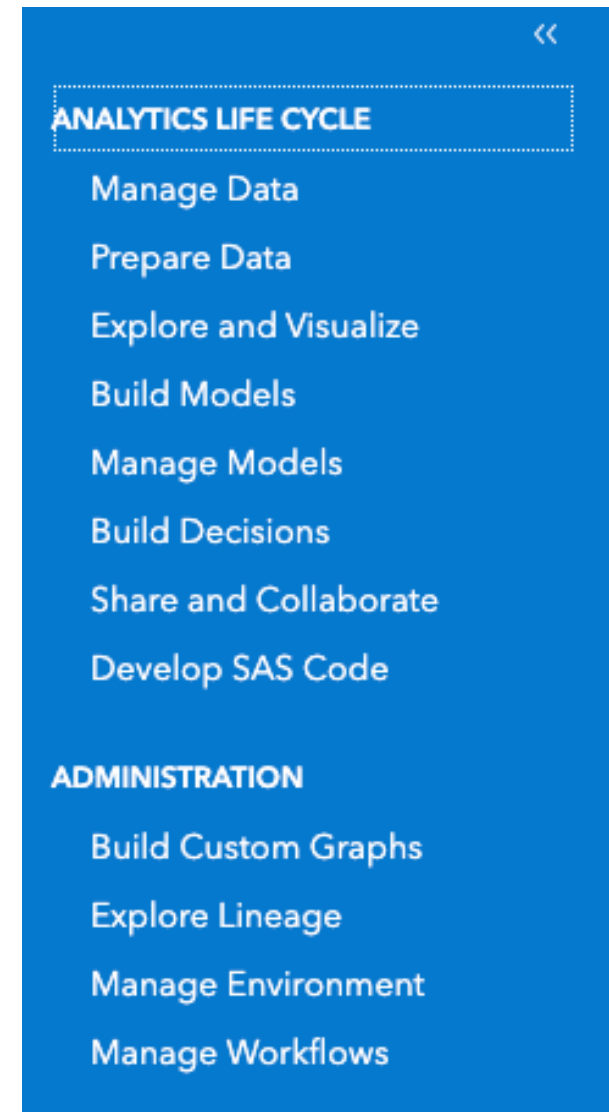 ANALYTICS LIFE CYCLE
Manage Data
Prepare Data
Explore and Visualize
Build Models
Manage Models
Build Decisions
Share and Collaborate
Develop SAS Code
ADMINISTRATION
Build Custom Graphs
Explore Lineage
Manage Environment
Manage Workflows